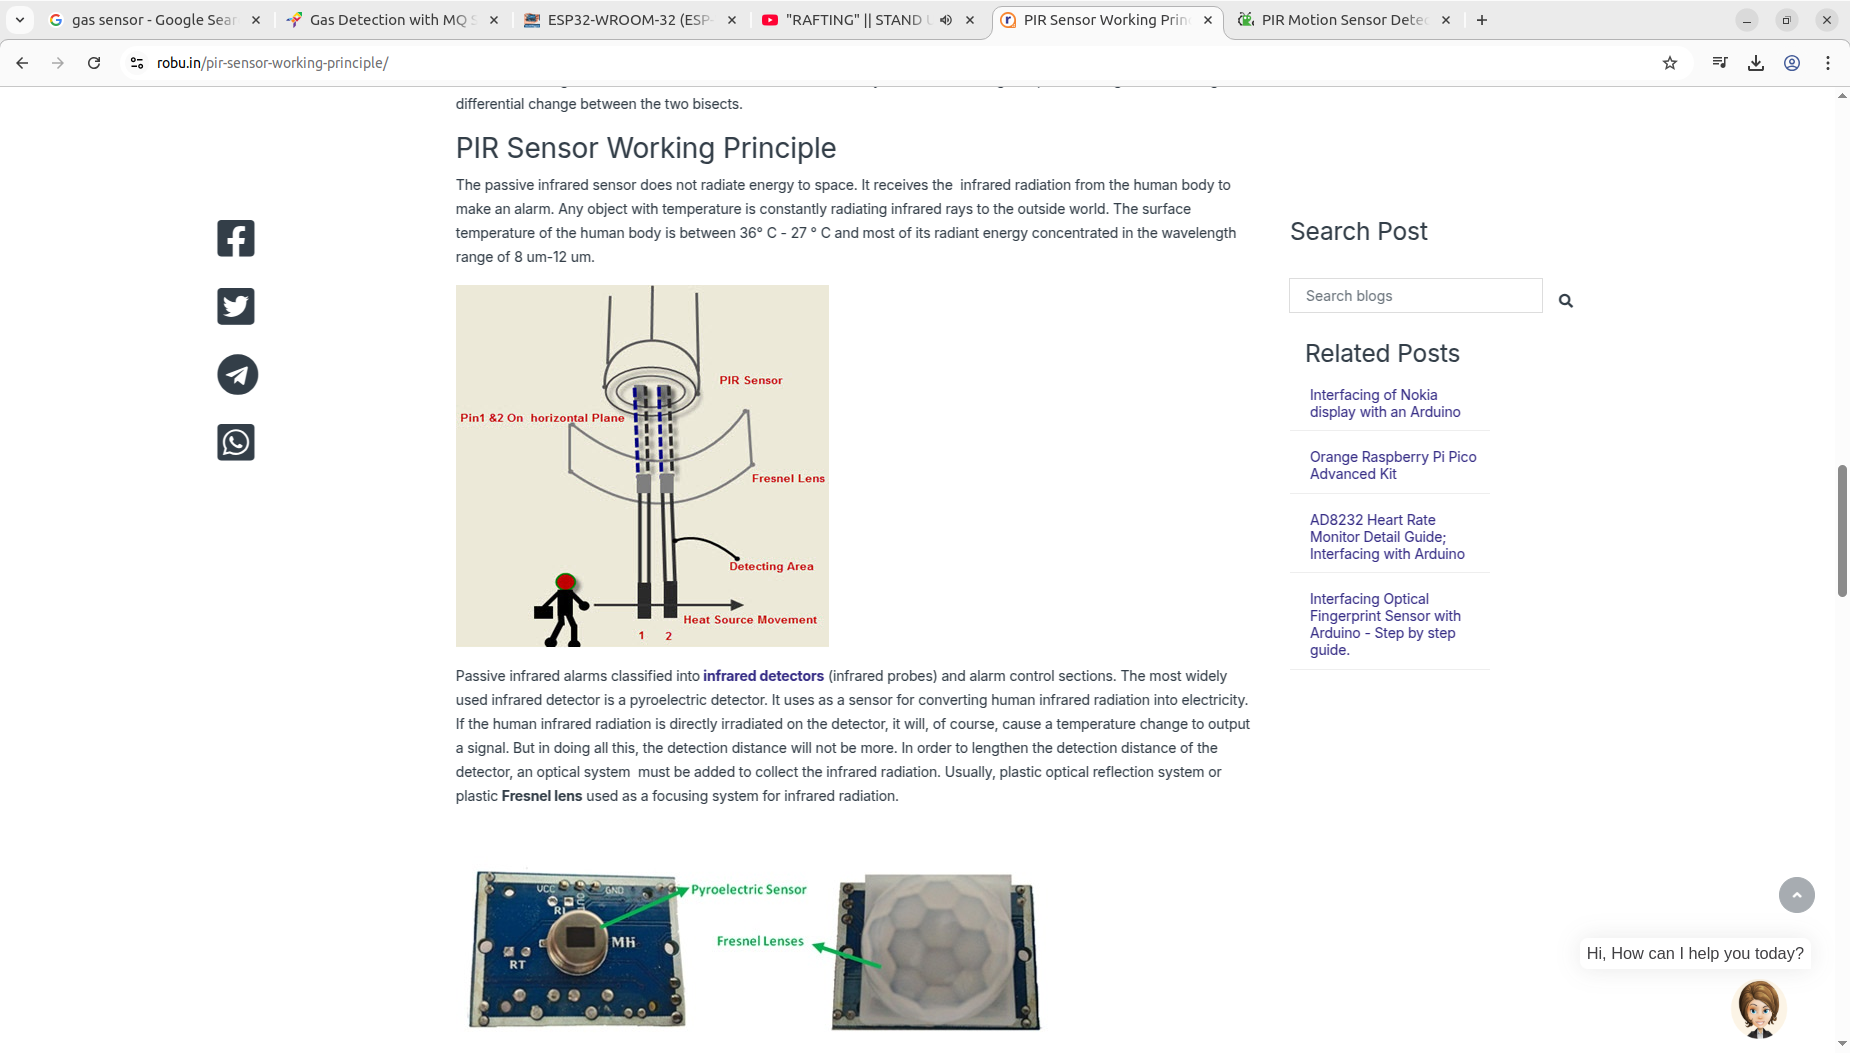 gas sensor - Google Sear
Gas Detection with MQ S
ESP32-WROOM-32 (ESP-
"RAFTING" || STAND U
PIR Sensor Working Prin
PIR Motion Sensor Detec
robu.in/pir-sensor-working-principle/
differential change between the two bisects.
PIR Sensor Working Principle
The passive infrared sensor does not radiate energy to space. It receives the  infrared radiation from the human body to
make an alarm. Any object with temperature is constantly radiating infrared rays to the outside world. The surface
temperature of the human body is between 36° C - 27 ° C and most of its radiant energy concentrated in the wavelength
range of 8 um-12 um.
PIR Sensor
Pin1 &2 On  horizontal Plane
Fresnel Lens
Detecting Area
Heat Source Movement
1 2
Passive infrared alarms classified into infrared detectors (infrared probes) and alarm control sections. The most widely
used infrared detector is a pyroelectric detector. It uses as a sensor for converting human infrared radiation into electricity.
If the human infrared radiation is directly irradiated on the detector, it will, of course, cause a temperature change to output
a signal. But in doing all this, the detection distance will not be more. In order to lengthen the detection distance of the
detector, an optical system  must be added to collect the infrared radiation. Usually, plastic optical reflection system or
plastic Fresnel lens used as a focusing system for infrared radiation.
VCC OUT GND
RL
MH
RT
Pyroelectric Sensor
Fresnel Lenses
Search Post
Search blogs
Related Posts
Interfacing of Nokia
display with an Arduino
Orange Raspberry Pi Pico
Advanced Kit
AD8232 Heart Rate
Monitor Detail Guide;
Interfacing with Arduino
Interfacing Optical
Fingerprint Sensor with
Arduino - Step by step
guide.
Hi, How can I help you today?